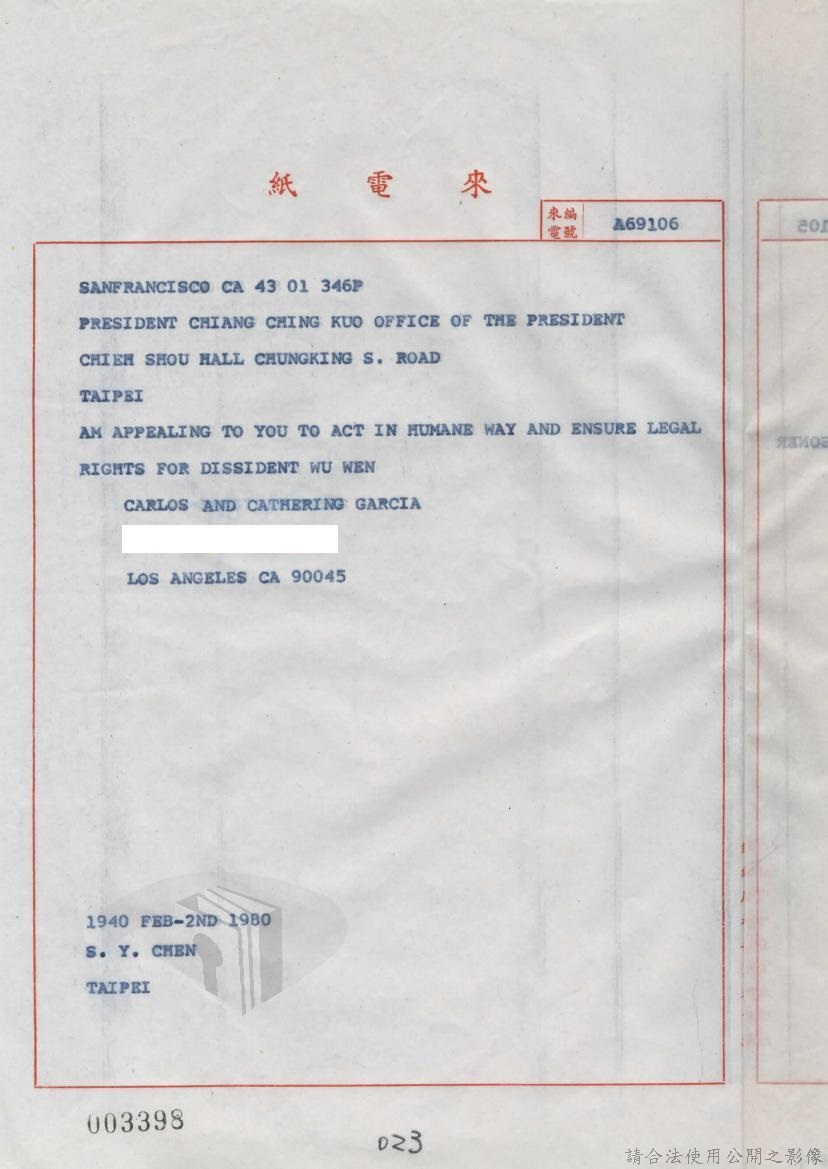 來電紙
來電編號 A69106
SANFRANCISCO CA 43 01 346P
PRESIDENT CHIANG CHING KUO OFFICE OF THE PRESIDENT
CHIEH SHOU HALL CHUNGKING S. ROAD
TAIPEI
AM APPEALING TO YOU TO ACT IN HUMANE WAY AND ENSURE LEGAL
RIGHTS FOR DISSIDENT WU WEN
CARLOS AND CATHERING GARCIA
LOS ANGELES CA 90045
1940 FEB-2ND 1980
S. Y. CHEN
TAIPEI
003398
023
請合法使用公開之影像